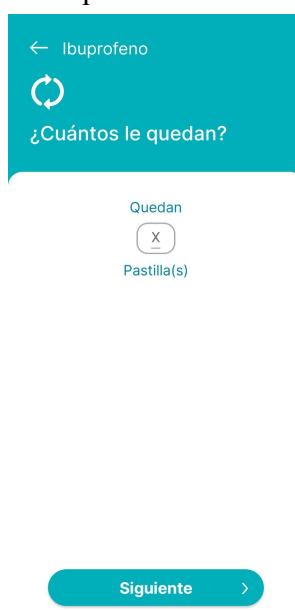 ← Ibuprofeno
¿Cuántos le quedan?
Quedan
X
Pastilla(s)
Siguiente >